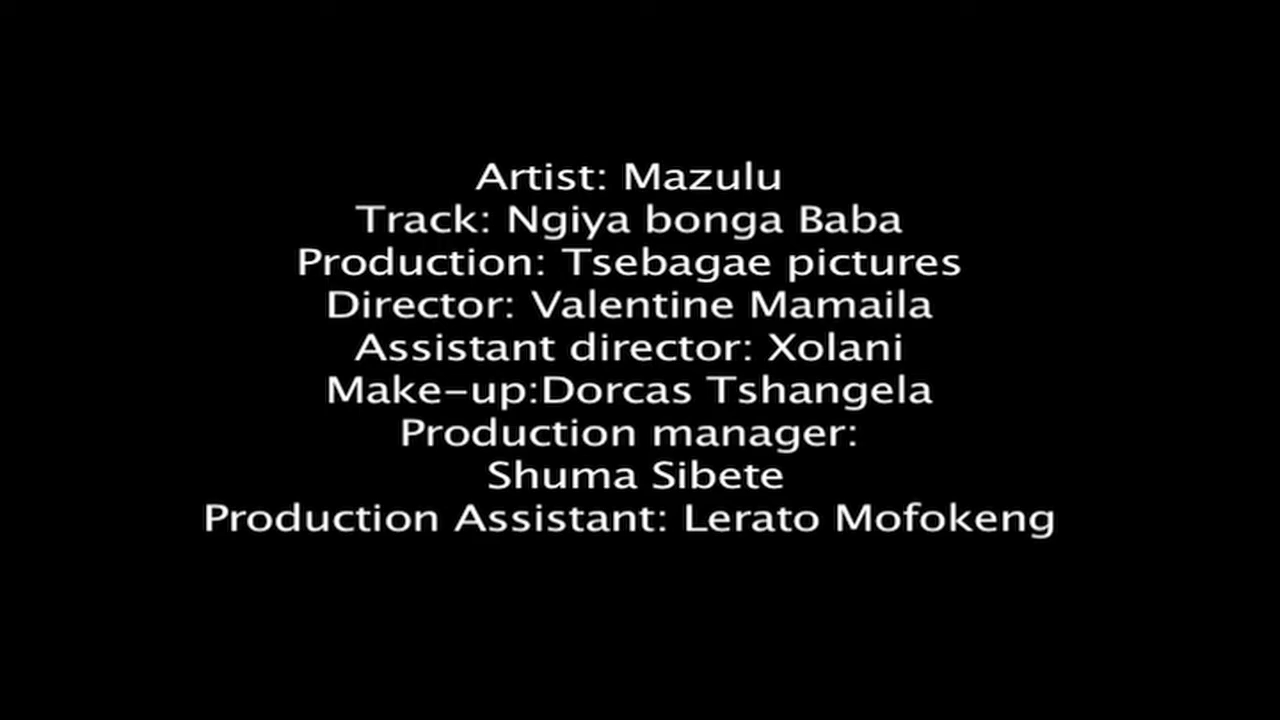 Artist: Mazulu
Track: Ngiya bonga Baba
Production: Tsebagae pictures
Director: Valentine Mamaila
Assistant director: Xolani
Make-up:Dorcas Tshangela
Production manager:
Shuma Sibete
Production Assistant: Lerato Mofokeng